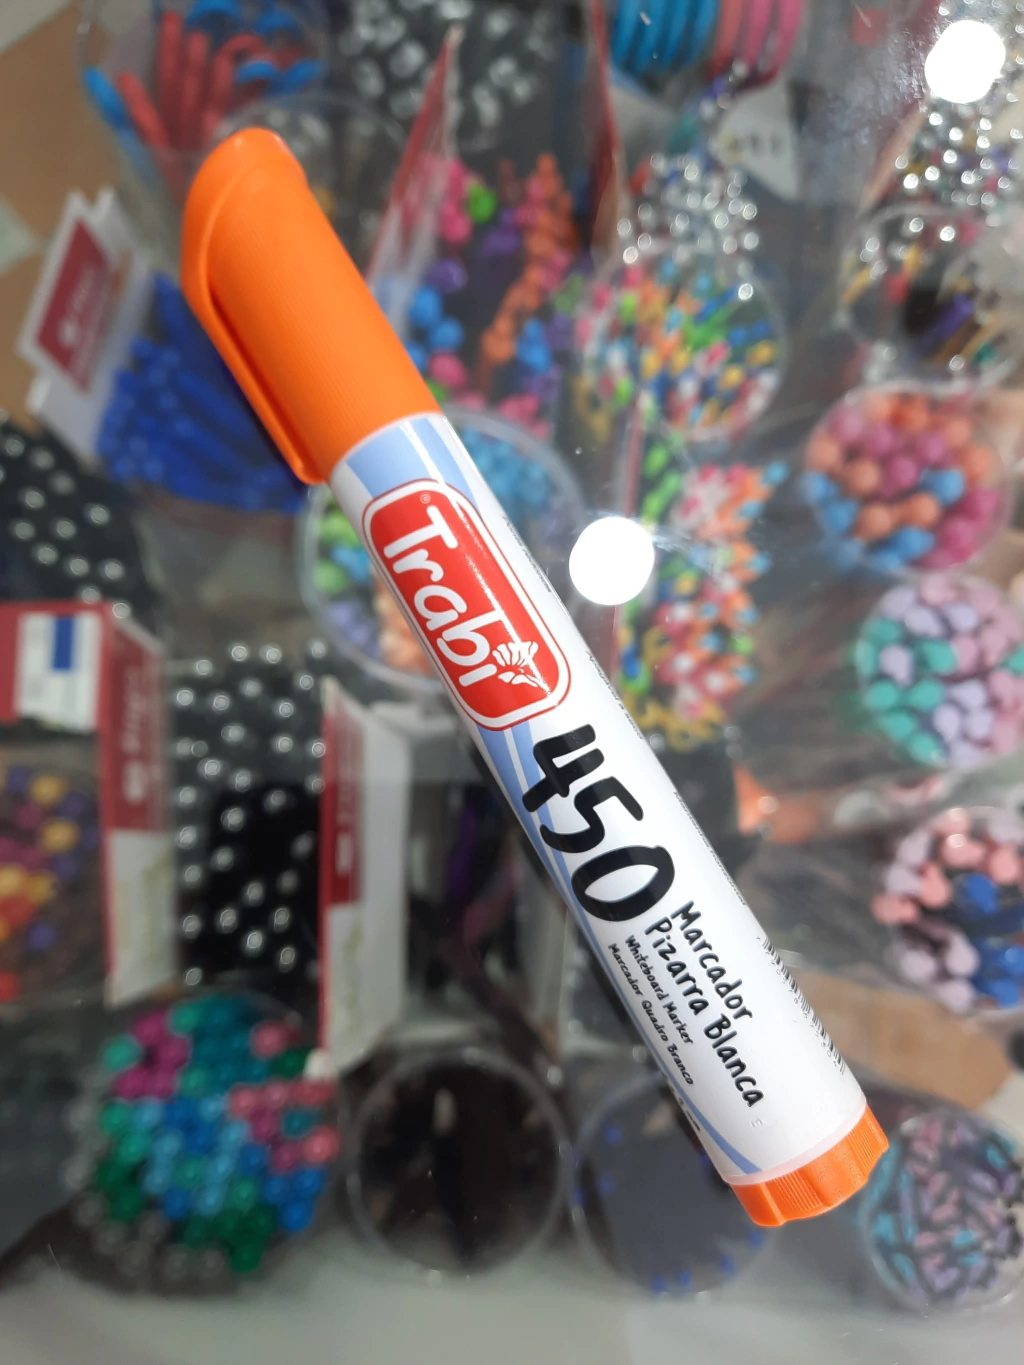 Trabi®
450
Marcador
Pizarra Blanca
Whiteboard Marker
Marcador Quadro Branco